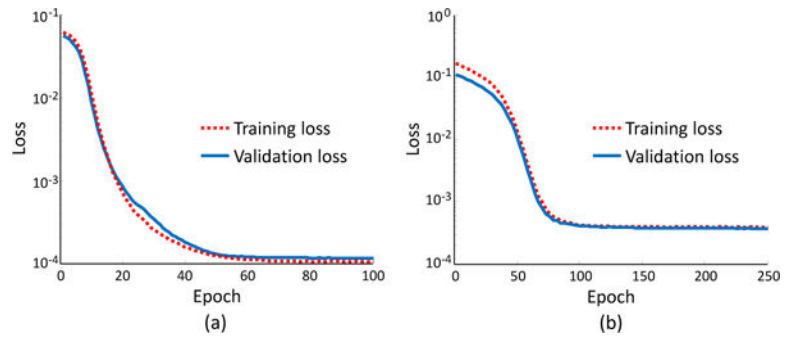 10⁻¹
10⁻²
10⁻³
10⁻⁴
Loss
0 20 40 60 80 100
Epoch
Training loss
Validation loss
(a)
10⁰
10⁻¹
10⁻²
10⁻³
10⁻⁴
Loss
0 50 100 150 200 250
Epoch
Training loss
Validation loss
(b)